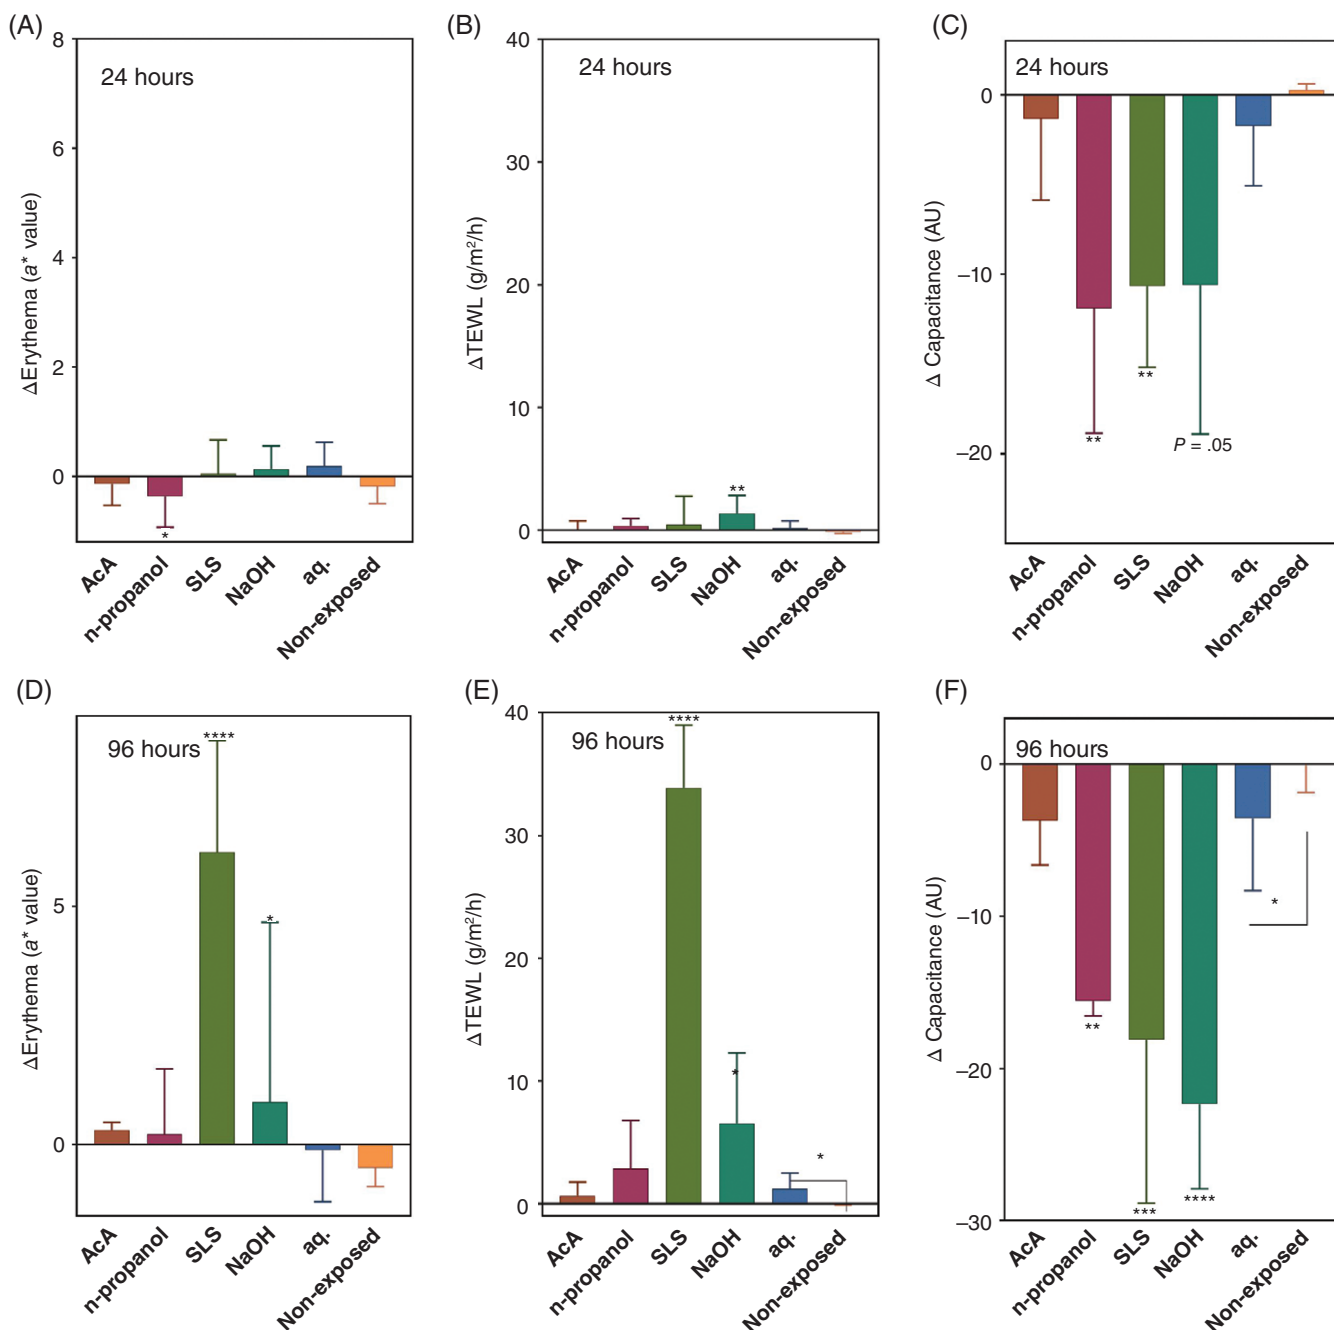 (A)
8
6
4
2
0
ΔErythema (a* value)
24 hours
*
AcA
n-propanol
SLS
NaOH
aq.
Non-exposed
(B)
40
30
20
10
0
ΔTEWL (g/m²/h)
24 hours
**
AcA
n-propanol
SLS
NaOH
aq.
Non-exposed
(C)
0
−10
−20
Δ Capacitance (AU)
24 hours
**
**
P = .05
AcA
n-propanol
SLS
NaOH
aq.
Non-exposed
(D)
5
0
ΔErythema (a* value)
96 hours
****
*
AcA
n-propanol
SLS
NaOH
aq.
Non-exposed
(E)
40
30
20
10
0
ΔTEWL (g/m²/h)
96 hours
****
*
*
AcA
n-propanol
SLS
NaOH
aq.
Non-exposed
(F)
0
−10
−20
−30
Δ Capacitance (AU)
96 hours
**
***
****
*
AcA
n-propanol
SLS
NaOH
aq.
Non-exposed